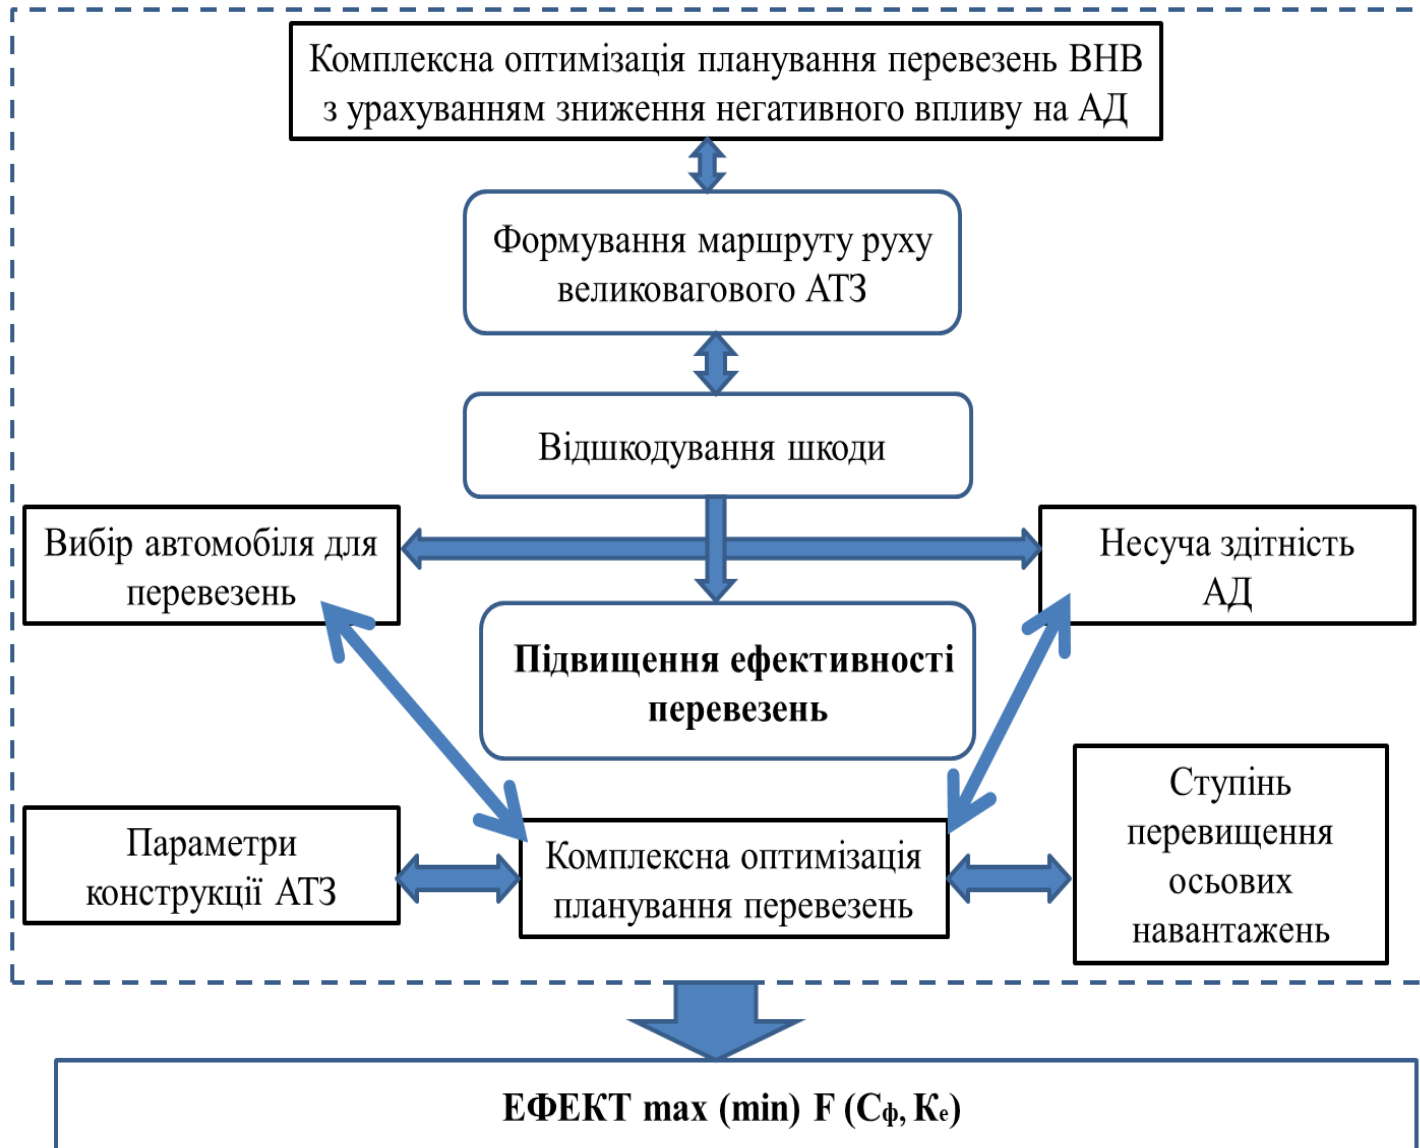 Комплексна оптимізація планування перевезень ВНВ
з урахуванням зниження негативного впливу на АД
Формування маршруту руху
великовагового АТЗ
Відшкодування шкоди
Вибір автомобіля для
перевезень
Несуча здітність
АД
Підвищення ефективності
перевезень
Параметри
конструкції АТЗ
Комплексна оптимізація
планування перевезень
Ступінь
перевищення
осьових
навантажень
ЕФЕКТ max (min) F (Сф, Ке)